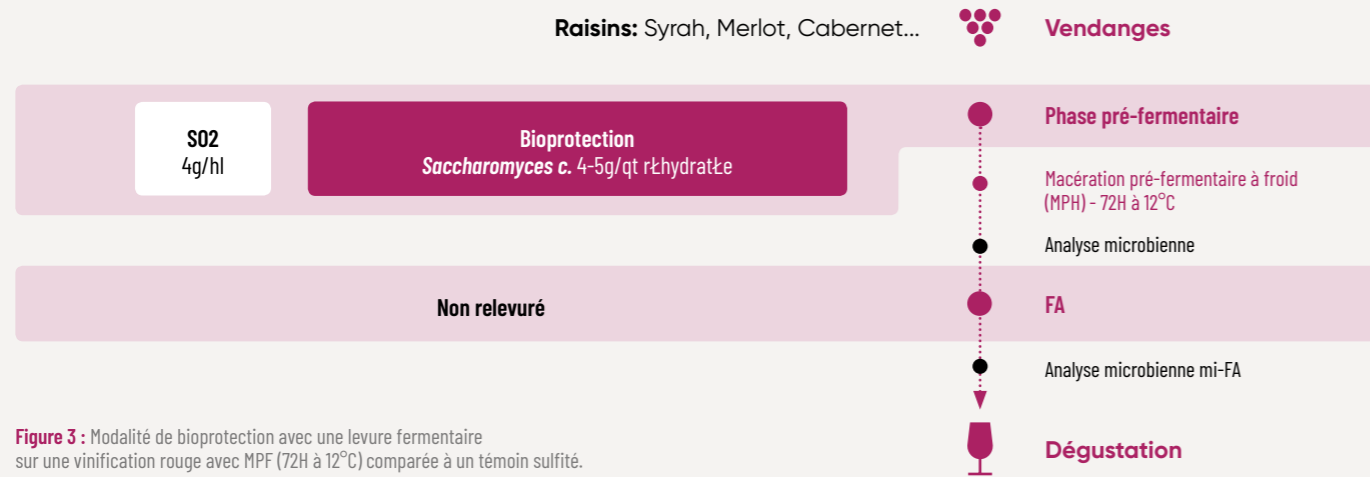 Raisins: Syrah, Merlot, Cabernet...
Vendanges
SO2
4g/hl
Bioprotection
Saccharomyces c. 4-5g/qt rŁhydratŁe
Phase pré-fermentaire
Macération pré-fermentaire à froid
(MPH) - 72H à 12°C
Analyse microbienne
Non relevuré
FA
Analyse microbienne mi-FA
Figure 3 : Modalité de bioprotection avec une levure fermentaire
sur une vinification rouge avec MPF (72H à 12°C) comparée à un témoin sulfité.
Dégustation